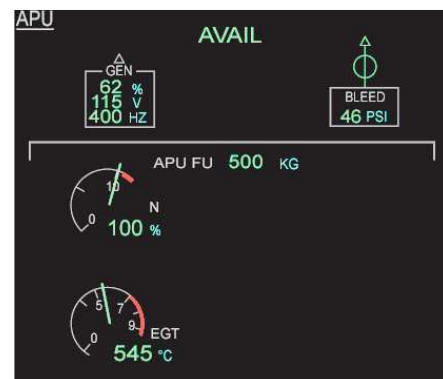 APU
AVAIL
GEN
62 %
115 V
400 HZ
BLEED
46 PSI
APU FU 500 KG
10
0
N
100 %
5 7
0 9
EGT
545 °C